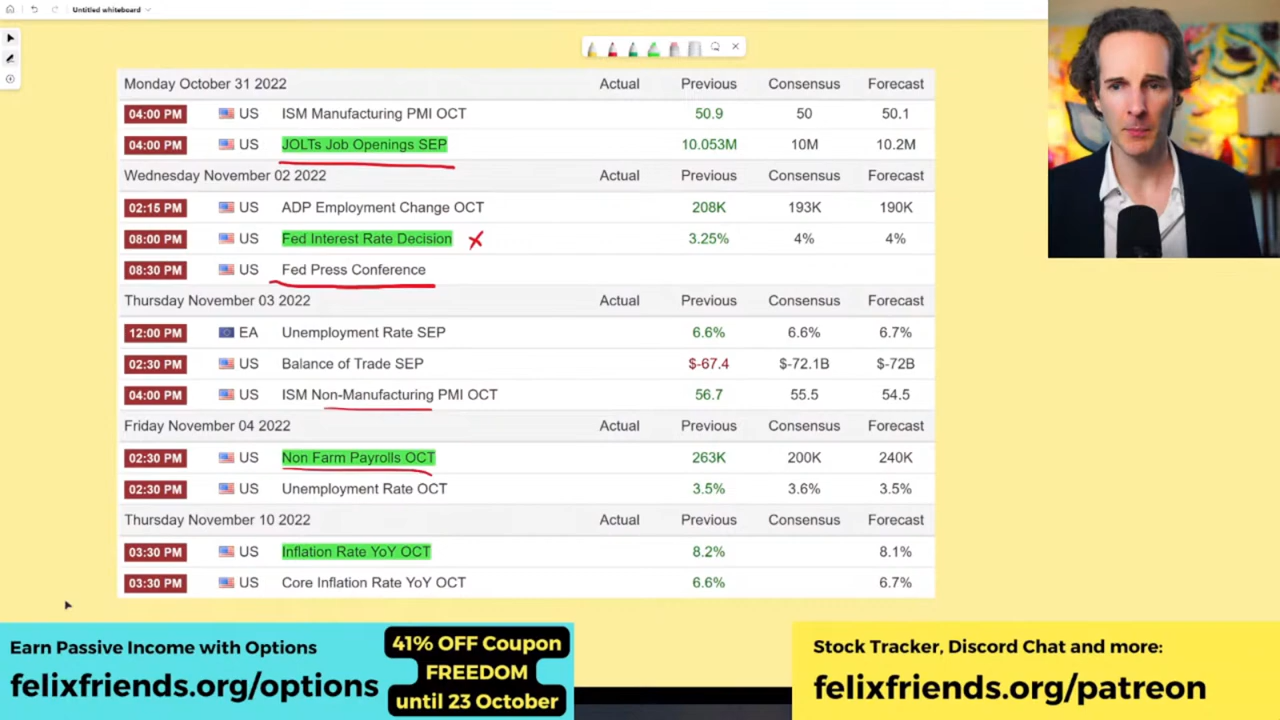 Untitled whiteboard
Monday October 31 2022 Actual Previous Consensus Forecast
04:00 PM US ISM Manufacturing PMI OCT 50.9 50 50.1
04:00 PM US JOLTs Job Openings SEP 10.053M 10M 10.2M
Wednesday November 02 2022 Actual Previous Consensus Forecast
02:15 PM US ADP Employment Change OCT 208K 193K 190K
08:00 PM US Fed Interest Rate Decision 3.25% 4% 4%
08:30 PM US Fed Press Conference
Thursday November 03 2022 Actual Previous Consensus Forecast
12:00 PM EA Unemployment Rate SEP 6.6% 6.6% 6.7%
02:30 PM US Balance of Trade SEP $-67.4 $-72.1B $-72B
04:00 PM US ISM Non-Manufacturing PMI OCT 56.7 55.5 54.5
Friday November 04 2022 Actual Previous Consensus Forecast
02:30 PM US Non Farm Payrolls OCT 263K 200K 240K
02:30 PM US Unemployment Rate OCT 3.5% 3.6% 3.5%
Thursday November 10 2022 Actual Previous Consensus Forecast
03:30 PM US Inflation Rate YoY OCT 8.2% 8.1%
03:30 PM US Core Inflation Rate YoY OCT 6.6% 6.7%
Earn Passive Income with Options
felixfriends.org/options
41% OFF Coupon
FREEDOM
until 23 October
Stock Tracker, Discord Chat and more:
felixfriends.org/patreon